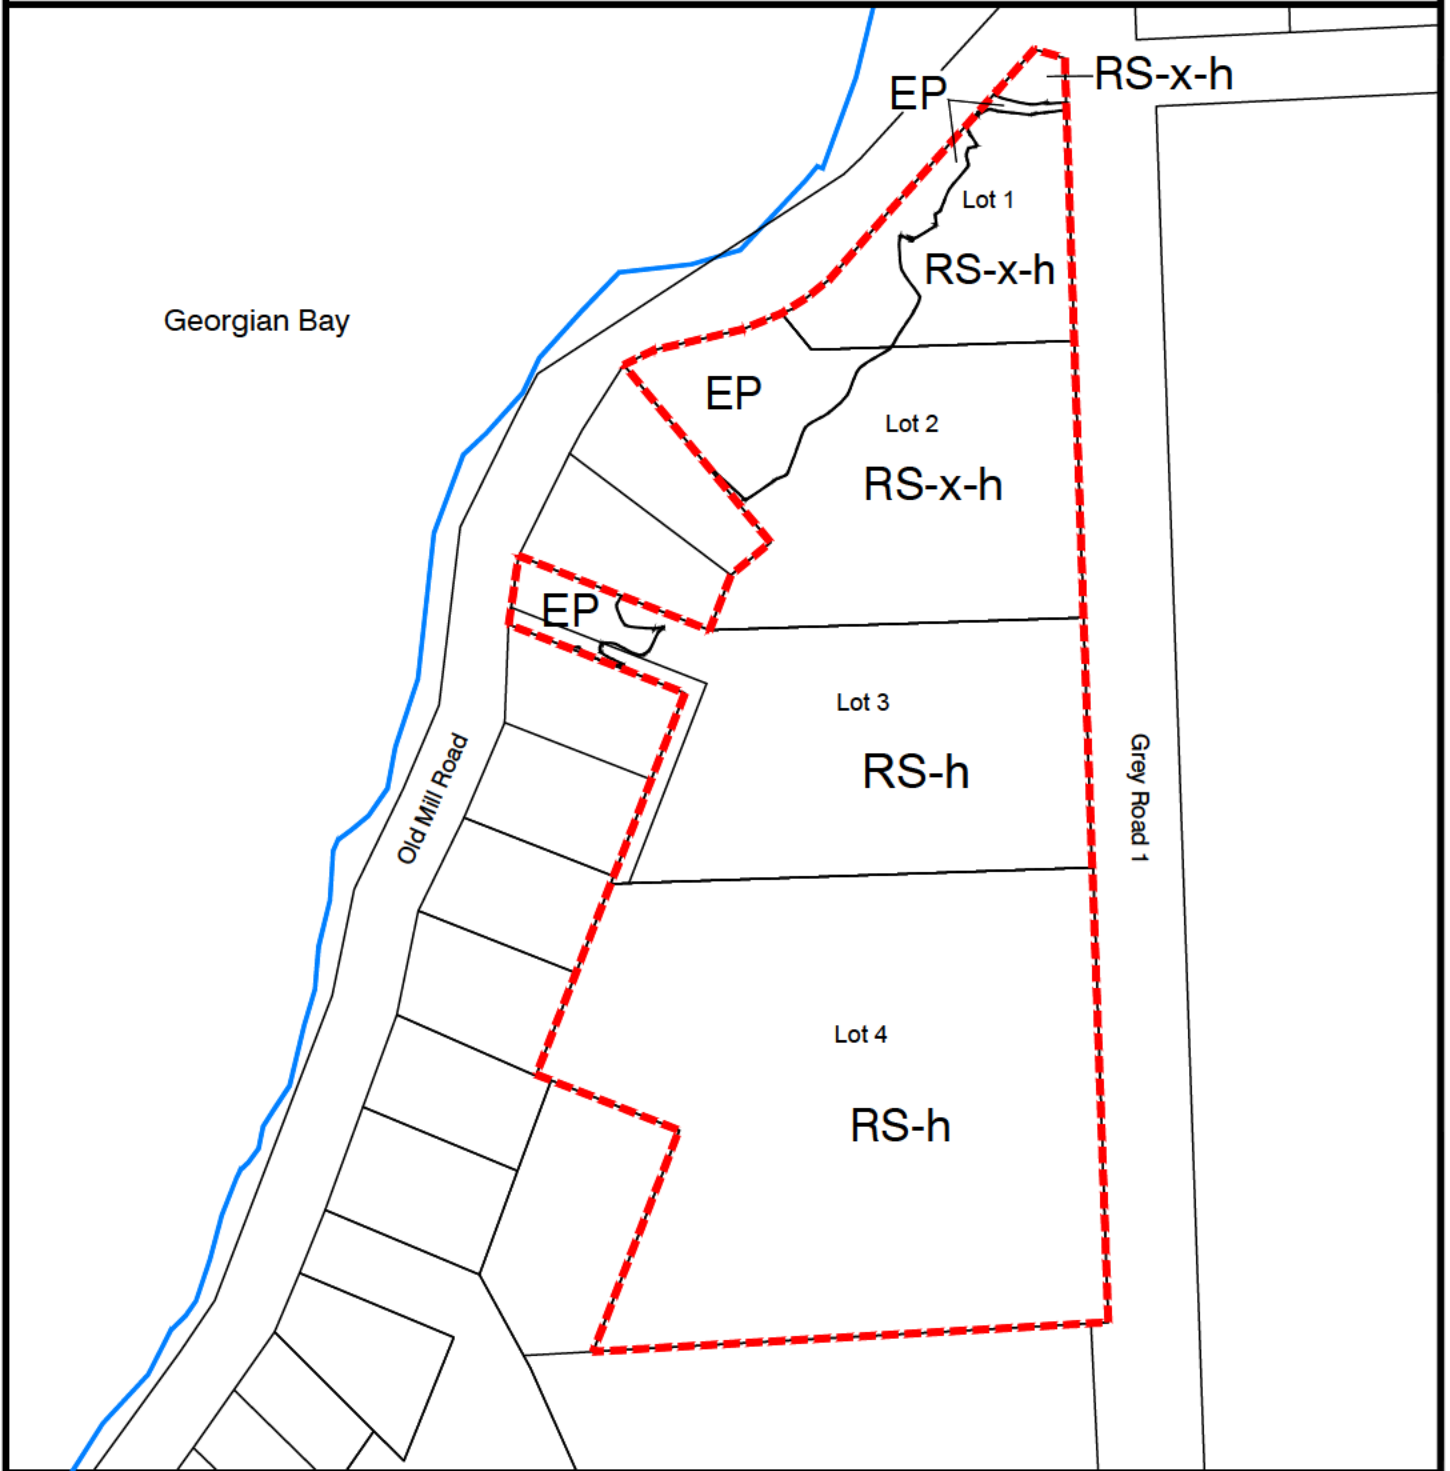 RS-x-h
EP
Lot 1
RS-x-h
Georgian Bay
EP
Lot 2
RS-x-h
EP
Lot 3
RS-h
Old Mill Road
Grey Road 1
Lot 4
RS-h